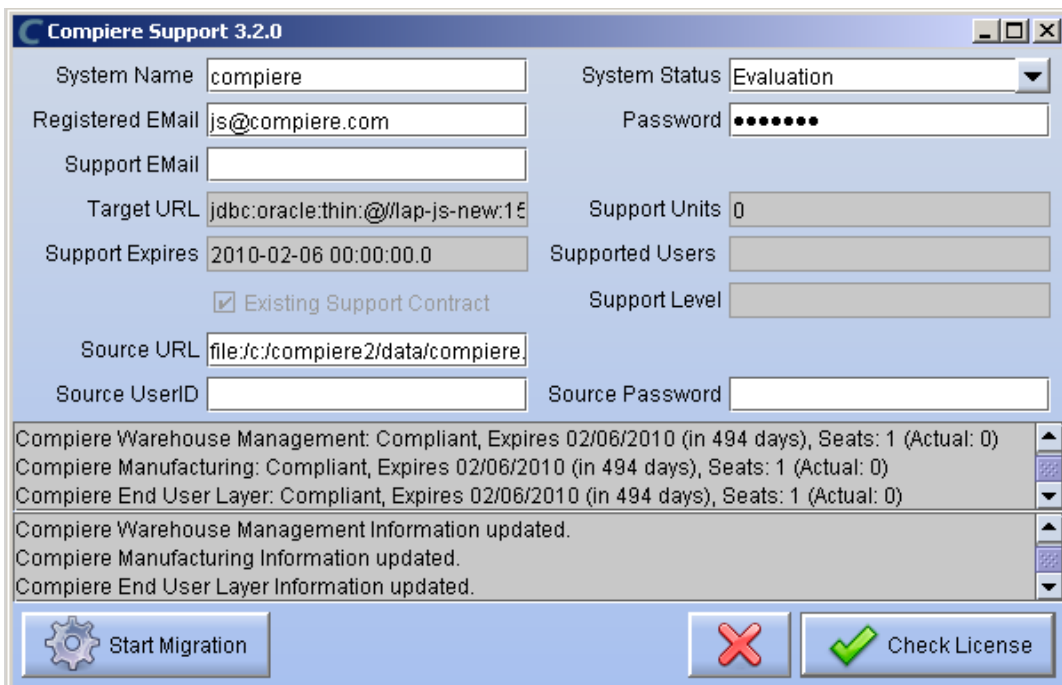 Compiere Support 3.2.0
System Name compiere System Status Evaluation
Registered EMail js@compiere.com Password •••••••
Support EMail
Target URL jdbc:oracle:thin:@//lap-js-new:15 Support Units 0
Support Expires 2010-02-06 00:00:00.0 Supported Users
Existing Support Contract Support Level
Source URL file:/c:/compiere2/data/compiere.
Source UserID Source Password
Compiere Warehouse Management: Compliant, Expires 02/06/2010 (in 494 days), Seats: 1 (Actual: 0)
Compiere Manufacturing: Compliant, Expires 02/06/2010 (in 494 days), Seats: 1 (Actual: 0)
Compiere End User Layer: Compliant, Expires 02/06/2010 (in 494 days), Seats: 1 (Actual: 0)
Compiere Warehouse Management Information updated.
Compiere Manufacturing Information updated.
Compiere End User Layer Information updated.
Start Migration Check License